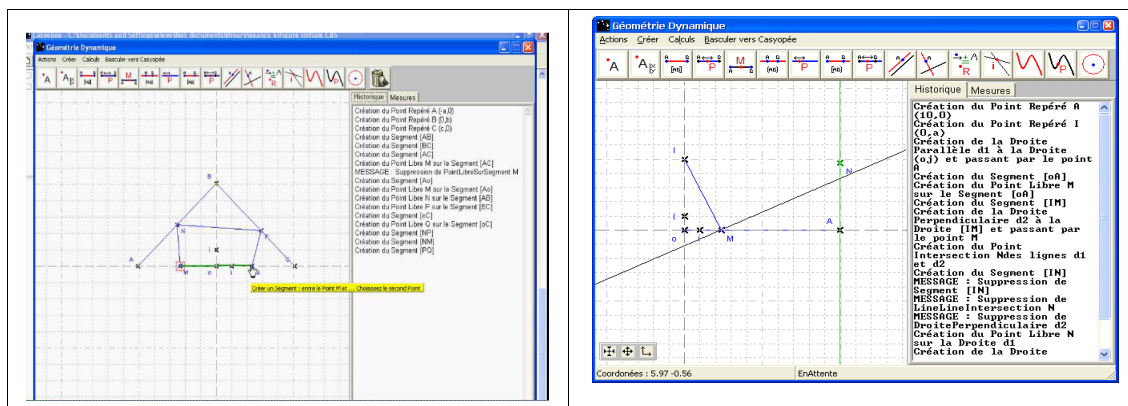 Géométrie Dynamique
Actions Créer Calculs Basculer vers Casyopée
Historique Mesures
Création du Point Repéré A (-a,0)
Création du Point Repéré B (0,b)
Création du Point Repéré C (c,0)
Création du Segment [AB]
Création du Segment [BC]
Création du Segment [AC]
Création du Point Libre M sur le Segment [AC]
MESSAGE : Suppression de PointLibreSurSegment M
Création du Segment [Ao]
Création du Point Libre M sur le Segment [Ao]
Création du Point Libre N sur le Segment [AB]
Création du Point Libre P sur le Segment [BC]
Création du Segment [oC]
Création du Point Libre Q sur le Segment [oC]
Création du Segment [NP]
Création du Segment [NM]
Création du Segment [PQ]
B
N
i
A
M
o
Créer un Segment : entre le Point M et ... Choisissez le second Point
Géométrie Dynamique
Actions Créer Calculs Basculer vers Casyopée
Historique Mesures
Création du Point Repéré A
(10,0)
Création du Point Repéré I
(0,a)
Création de la Droite
Parallèle d1 à la Droite
(oj) et passant par le point
A
Création du Segment [oA]
Création du Point Libre M
sur le Segment [oA]
Création du Segment [IM]
Création de la Droite
Perpendiculaire d2 à la
Droite [IM] et passant par
le point M
Création du Point
Intersection Ndes lignes d1
et d2
Création du Segment [IN]
MESSAGE : Suppression de
Segment [IN]
MESSAGE : Suppression de
LineLineIntersection N
MESSAGE : Suppression de
DroitePerpendiculaire d2
Création du Point Libre N
sur la Droite d1
Création de la Droite
I
N
i
A
o
M
Coordonées : 5.97 -0.56
EnAttente